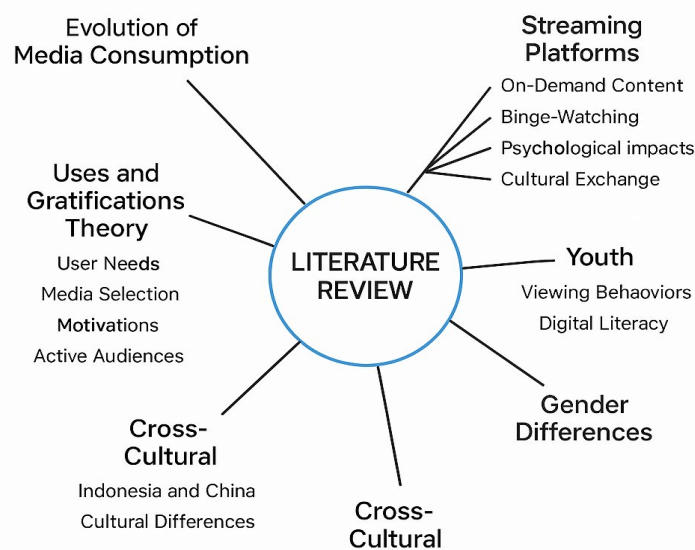 Evolution of
Media Consumption
Streaming
Platforms
On-Demand Content
Binge-Watching
Psychological impacts
Cultural Exchange
Uses and
Gratifications
Theory
User Needs
Media Selection
Motivations
Active Audiences
LITERATURE
REVIEW
Youth
Viewing Behaoviors
Digital Literacy
Gender
Differences
Cross-
Cultural
Indonesia and China
Cultural Differences
Cross-
Cultural